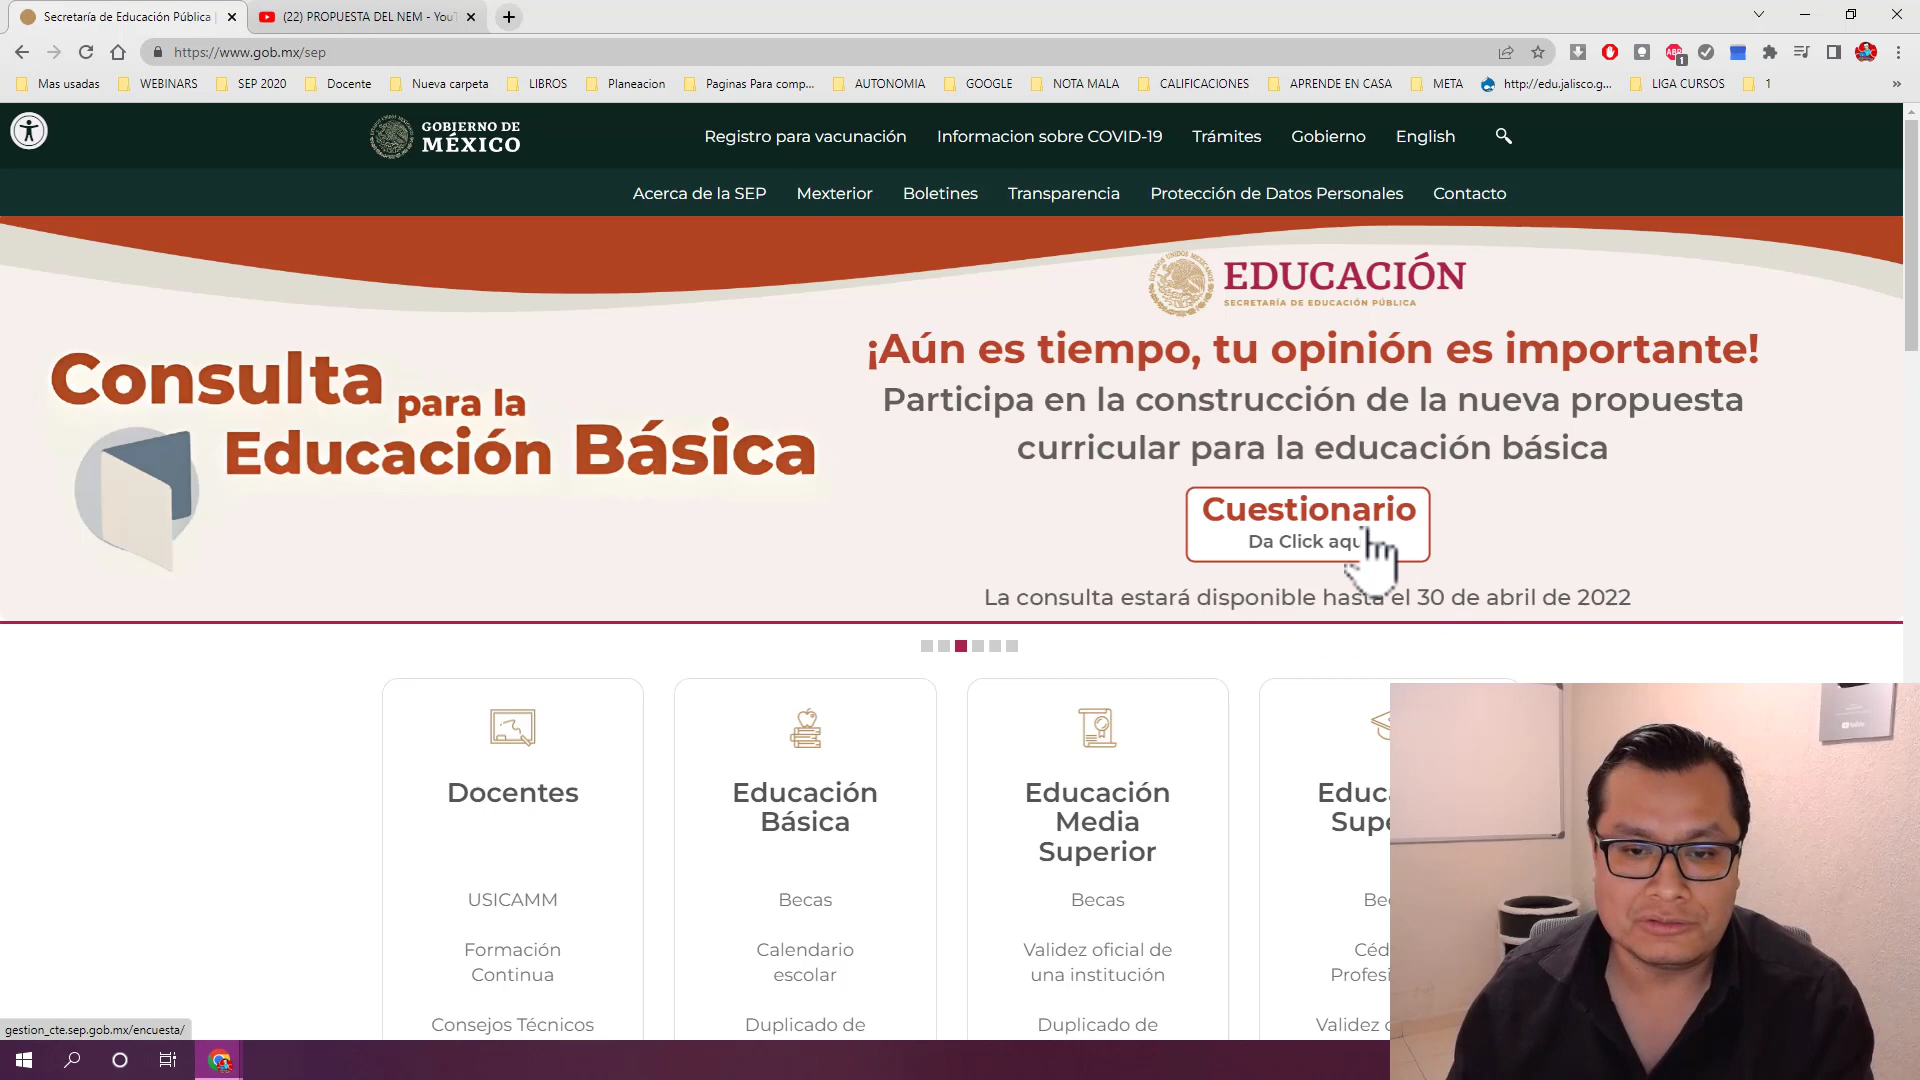 Secretaría de Educación Pública |
(22) PROPUESTA DEL NEM - You
https://www.gob.mx/sep
Mas usadas
WEBINARS
SEP 2020
Docente
Nueva carpeta
LIBROS
Planeacion
Paginas Para comp...
AUTONOMIA
GOOGLE
NOTA MALA
CALIFICACIONES
APRENDE EN CASA
META
http://edu.jalisco.g...
LIGA CURSOS
1
GOBIERNO DE
MÉXICO
Registro para vacunación
Informacion sobre COVID-19
Trámites
Gobierno
English
Acerca de la SEP
Mexterior
Boletines
Transparencia
Protección de Datos Personales
Contacto
EDUCACIÓN
SECRETARÍA DE EDUCACIÓN PÚBLICA
Consulta
para la
Educación Básica
¡Aún es tiempo, tu opinión es importante!
Participa en la construcción de la nueva propuesta
curricular para la educación básica
Cuestionario
Da Click aqu
La consulta estará disponible hasta el 30 de abril de 2022
Docentes
USICAMM
Formación
Continua
Consejos Técnicos
Educación
Básica
Becas
Calendario
escolar
Duplicado de
Educación
Media
Superior
Becas
Validez oficial de
una institución
Duplicado de
Educ
Supe
Be
Céd
Profesi
Validez
gestion_cte.sep.gob.mx/encuesta/